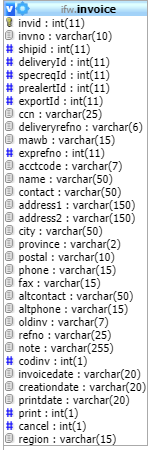 v ifw.invoice
invid : int(11)
invno : varchar(10)
# shipid : int(11)
# deliveryId : int(11)
# specreqId : int(11)
# prealertId : int(11)
# exportId : int(11)
ccn : varchar(25)
deliveryrefno : varchar(6)
mawb : varchar(15)
# exprefno : int(11)
acctcode : varchar(7)
name : varchar(50)
contact : varchar(50)
address1 : varchar(150)
address2 : varchar(150)
city : varchar(50)
province : varchar(2)
postal : varchar(10)
phone : varchar(15)
fax : varchar(15)
altcontact : varchar(50)
altphone : varchar(15)
oldinv : varchar(7)
refno : varchar(25)
note : varchar(255)
# codinv : int(1)
invoicedate : varchar(20)
creationdate : varchar(20)
printdate : varchar(20)
# print : int(1)
# cancel : int(1)
region : varchar(15)